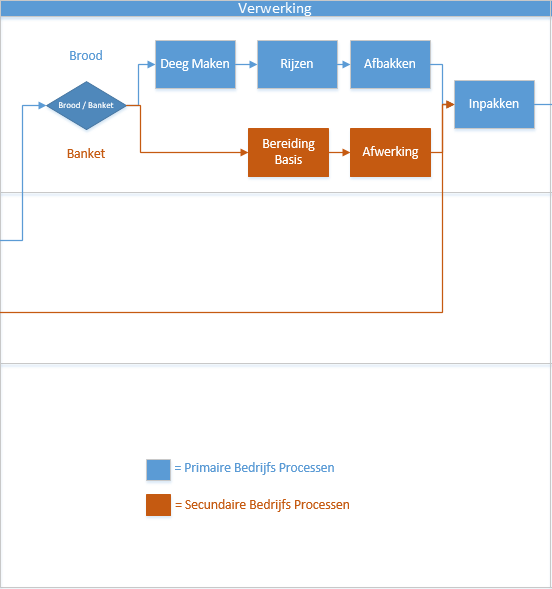 Verwerking
Brood
Deeg Maken
Rijzen
Afbakken
Brood / Banket
Inpakken
Banket
Bereiding
Basis
Afwerking
= Primaire Bedrijfs Processen
= Secundaire Bedrijfs Processen